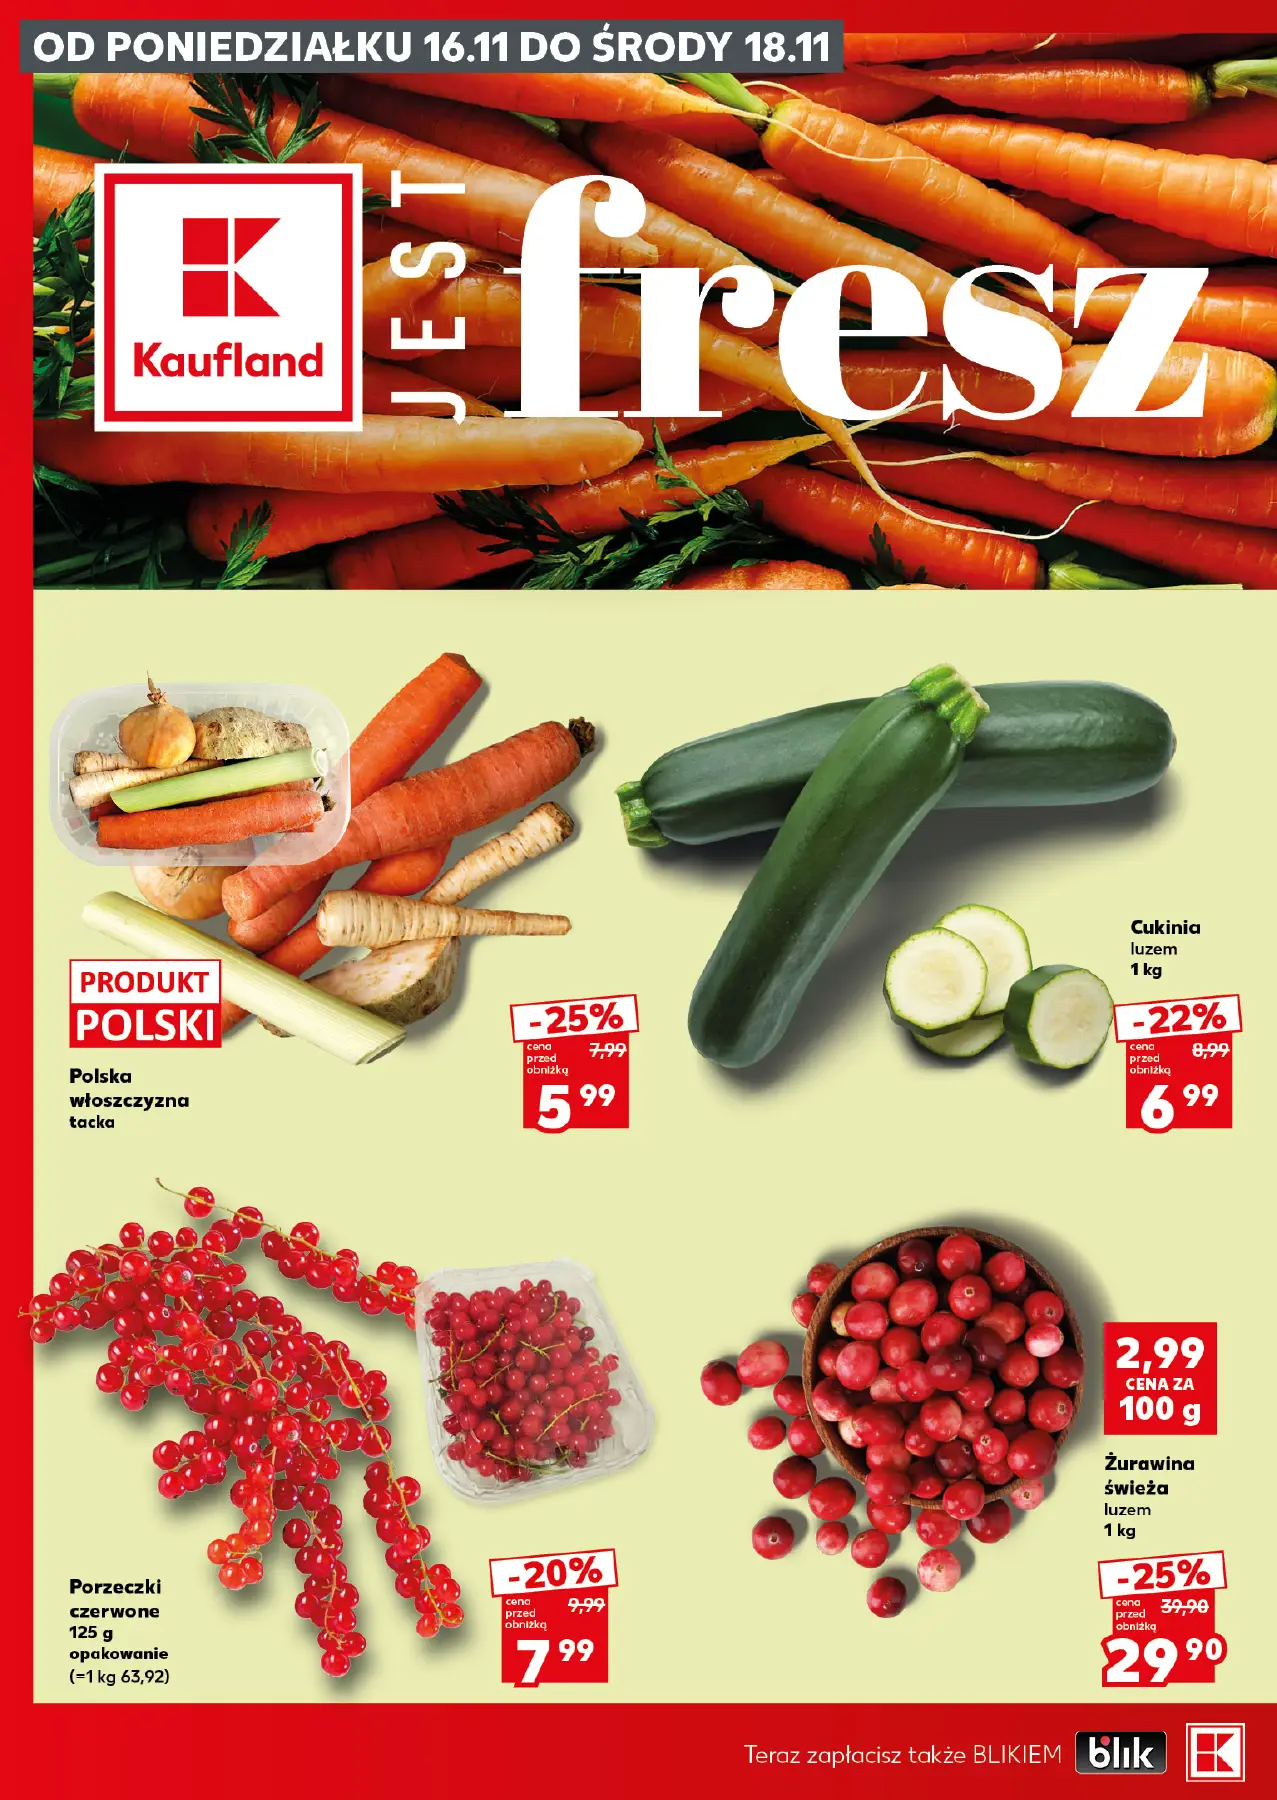 OD PONIEDZIAŁKU 16.11 DO ŚRODY 18.11
Kaufland
JEST
fresz
PRODUKT
POLSKI
Polska
włoszczyzna
tacka
-25%
cena
przed
obniżką
7,99
5 99
Cukinia
luzem
1 kg
-22%
cena
przed
obniżką
8,99
6 99
Porzeczki
czerwone
125 g
opakowanie
(=1 kg 63,92)
-20%
cena
przed
obniżką
9,99
7 99
2,99
CENA ZA
100 g
Żurawina
świeża
luzem
1 kg
-25%
cena
przed
obniżką
39,90
29 90
Teraz zapłacisz także BLIKIEM
blik